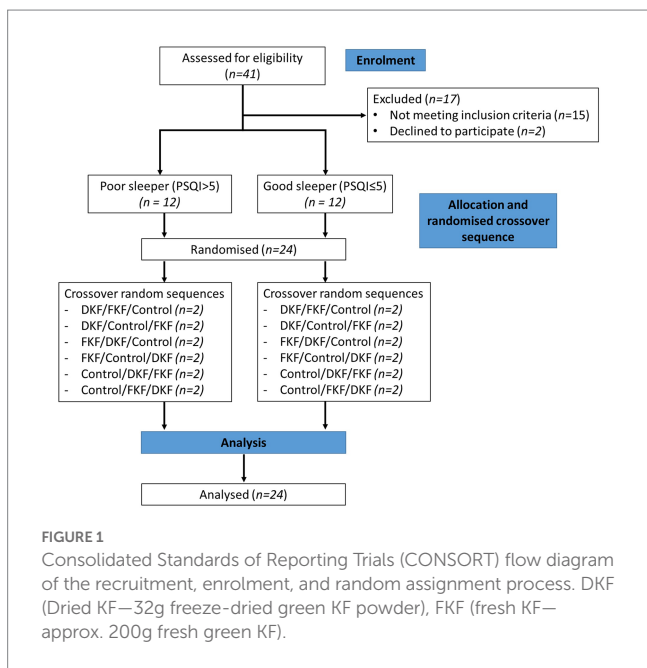 Assessed for eligibility
(n=41)
Enrolment
Excluded (n=17)
• Not meeting inclusion criteria (n=15)
• Declined to participate (n=2)
Poor sleeper (PSQI>5)
(n = 12)
Good sleeper (PSQI≤5)
(n = 12)
Allocation and
randomised crossover
sequence
Randomised (n=24)
Crossover random sequences
- DKF/FKF/Control (n=2)
- DKF/Control/FKF (n=2)
- FKF/DKF/Control (n=2)
- FKF/Control/DKF (n=2)
- Control/DKF/FKF (n=2)
- Control/FKF/DKF (n=2)
Crossover random sequences
- DKF/FKF/Control (n=2)
- DKF/Control/FKF (n=2)
- FKF/DKF/Control (n=2)
- FKF/Control/DKF (n=2)
- Control/DKF/FKF (n=2)
- Control/FKF/DKF (n=2)
Analysis
Analysed (n=24)
FIGURE 1
Consolidated Standards of Reporting Trials (CONSORT) flow diagram
of the recruitment, enrolment, and random assignment process. DKF
(Dried KF—32g freeze-dried green KF powder), FKF (fresh KF—
approx. 200g fresh green KF).